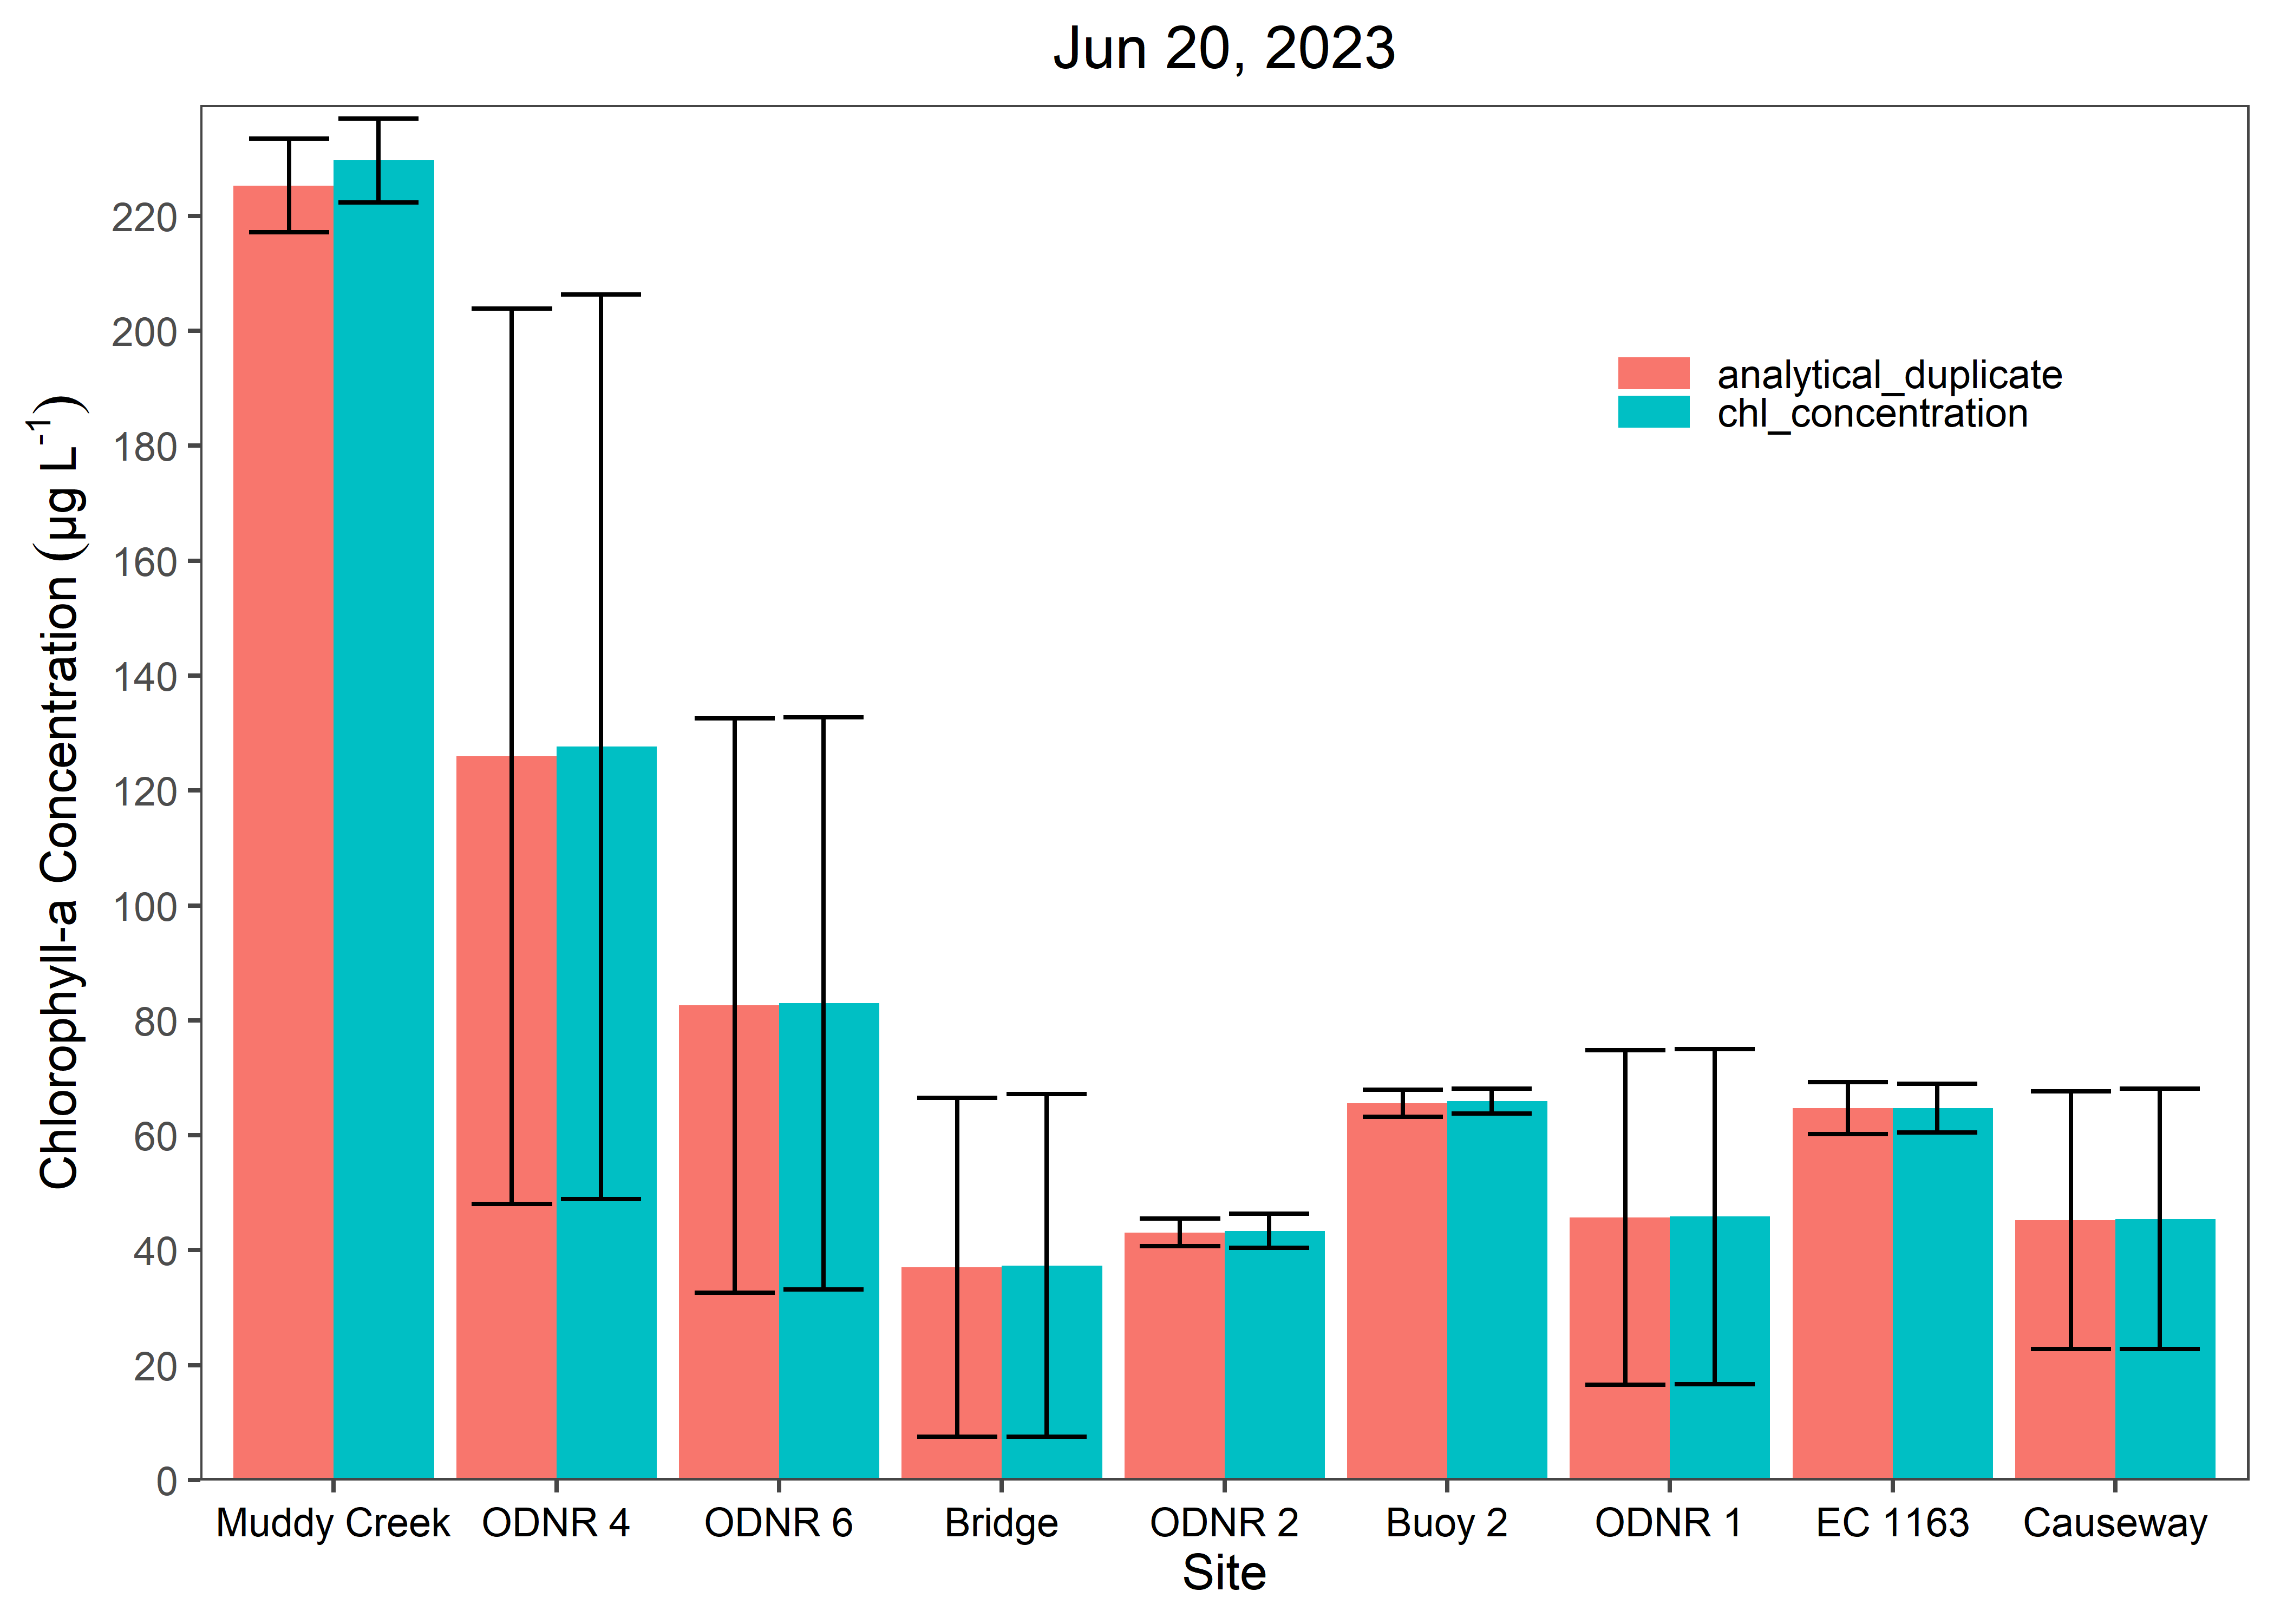 Jun 20, 2023
Chlorophyll-a Concentration (µg L⁻¹)
220
200
180
160
140
120
100
80
60
40
20
0
analytical_duplicate
chl_concentration
Muddy Creek ODNR 4 ODNR 6 Bridge ODNR 2 Buoy 2 ODNR 1 EC 1163 Causeway
Site